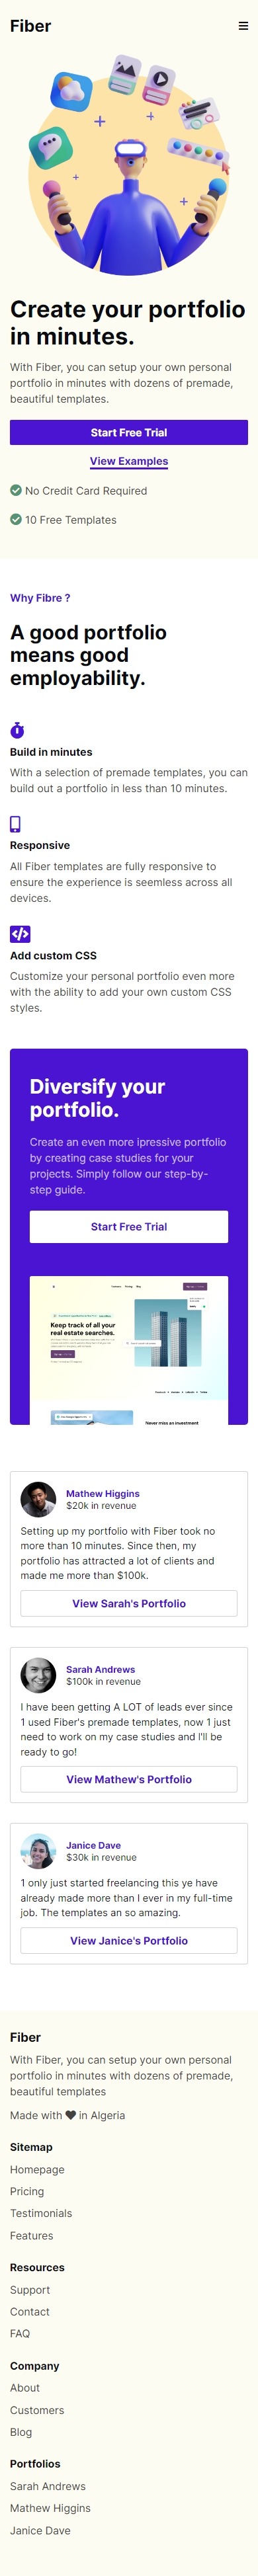 Fiber
Create your portfolio
in minutes.
With Fiber, you can setup your own personal
portfolio in minutes with dozens of premade,
beautiful templates.
Start Free Trial
View Examples
No Credit Card Required
10 Free Templates
Why Fibre ?
A good portfolio
means good
employability.
Build in minutes
With a selection of premade templates, you can
build out a portfolio in less than 10 minutes.
Responsive
All Fiber templates are fully responsive to
ensure the experience is seemless across all
devices.
Add custom CSS
Customize your personal portfolio even more
with the ability to add your own custom CSS
styles.
Diversify your
portfolio.
Create an even more ipressive portfolio
by creating case studies for your
projects. Simply follow our step-by-
step guide.
Start Free Trial
Keep track of all your
real estate searches.
Never miss an investment
Mathew Higgins
$20k in revenue
Setting up my portfolio with Fiber took no
more than 10 minutes. Since then, my
portfolio has attracted a lot of clients and
made me more than $100k.
View Sarah's Portfolio
Sarah Andrews
$100k in revenue
I have been getting A LOT of leads ever since
1 used Fiber's premade templates, now 1 just
need to work on my case studies and I'll be
ready to go!
View Mathew's Portfolio
Janice Dave
$30k in revenue
1 only just started freelancing this ye have
already made more than I ever in my full-time
job. The templates an so amazing.
View Janice's Portfolio
Fiber
With Fiber, you can setup your own personal
portfolio in minutes with dozens of premade,
beautiful templates
Made with ♥ in Algeria
Sitemap
Homepage
Pricing
Testimonials
Features
Resources
Support
Contact
FAQ
Company
About
Customers
Blog
Portfolios
Sarah Andrews
Mathew Higgins
Janice Dave